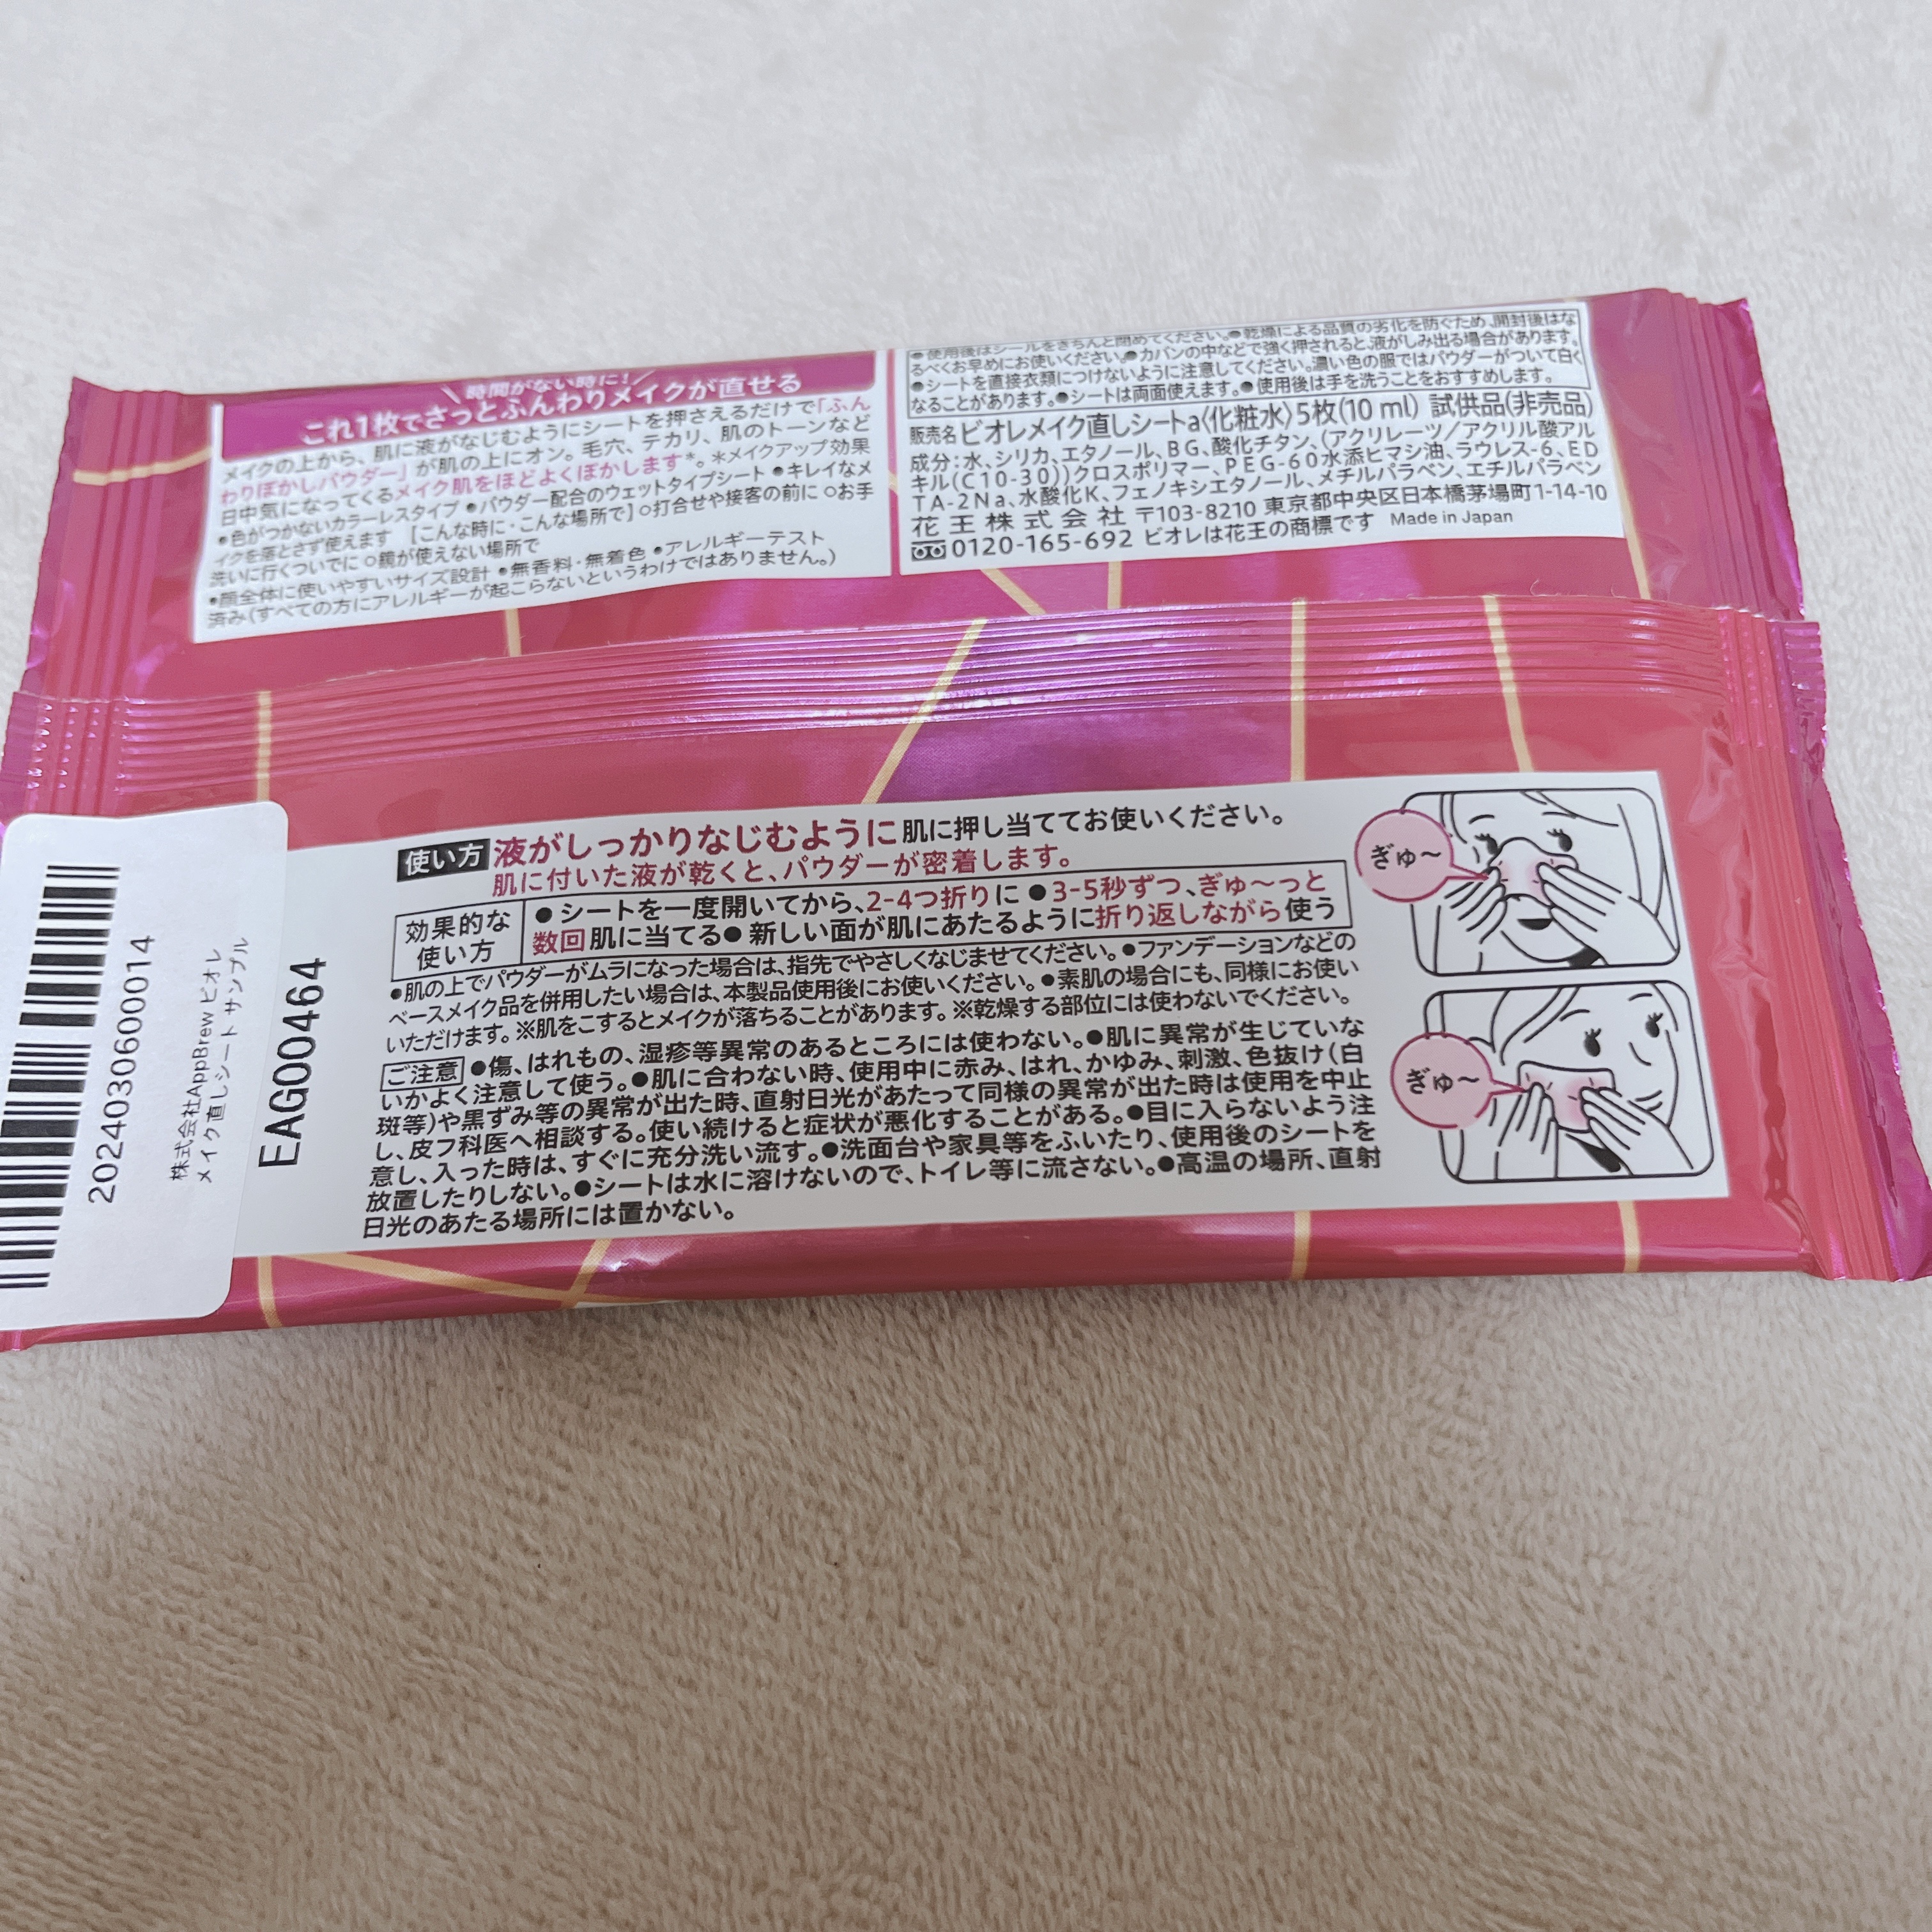 ＼時間がない時に！／
これ1枚でさっとふんわりメイクが直せる
メイクの上から、肌に液がなじむようにシートを押さえるだけで「ふん
わりぼかしパウダー」が肌の上にオン。毛穴、テカリ、肌のトーンなど
日中気になってくるメイク肌をほどよくぼかします*。*メイクアップ効果
●色がつかないカラーレスタイプ ●パウダー配合のウェットタイプシート ●キレイなメ
イクを落とさず使えます 【こんな時に・こんな場所で】○打合せや接客の前に ○お手
洗いに行くついでに ○鏡が使えない場所で
●顔全体に使いやすいサイズ設計 ●無香料・無着色 ●アレルギーテスト
済み(すべての方にアレルギーが起こらないというわけではありません。)
●使用後はシールをきちんと閉めてください。●乾燥による品質の劣化を防ぐため、開封後はな
るべくお早めにお使いください。●カバンの中などで強く押されると、液がしみ出る場合があります。
●シートを直接衣類につけないように注意してください。濃い色の服ではパウダーがついて白く
なることがあります。●シートは両面使えます。●使用後は手を洗うことをおすすめします。
販売名 ビオレメイク直しシートa〈化粧水〉5枚(10 ml) 試供品(非売品)
成分：水、シリカ、エタノール、BG、酸化チタン、(アクリレーツ/アクリル酸アル
キル(C10-30))クロスポリマー、PEG-60水添ヒマシ油、ラウレス-6、ED
TA-2Na、水酸化K、フェノキシエタノール、メチルパラベン、エチルパラベン
花王株式会社 〒103-8210 東京都中央区日本橋茅場町1-14-10
0120-165-692 ビオレは花王の商標です Made in Japan
使い方 液がしっかりなじむように肌に押し当ててお使いください。
肌に付いた液が乾くと、パウダーが密着します。
効果的な
使い方
●シートを一度開いてから、2-4つ折りに ●3-5秒ずつ、ぎゅ〜っと
数回肌に当てる● 新しい面が肌にあたるように折り返しながら使う
●肌の上でパウダーがムラになった場合は、指先でやさしくなじませてください。●ファンデーションなどの
ベースメイク品を併用したい場合は、本製品使用後にお使いください。●素肌の場合にも、同様にお使い
いただけます。※肌をこするとメイクが落ちることがあります。※乾燥する部位には使わないでください。
ご注意 ●傷、はれもの、湿疹等異常のあるところには使わない。●肌に異常が生じていな
いかよく注意して使う。●肌に合わない時、使用中に赤み、はれ、かゆみ、刺激、色抜け(白
斑等)や黒ずみ等の異常が出た時、直射日光があたって同様の異常が出た時は使用を中止
し、皮フ科医へ相談する。使い続けると症状が悪化することがある。●目に入らないよう注
意し、入った時は、すぐに充分洗い流す。●洗面台や家具等をふいたり、使用後のシートを
放置したりしない。●シートは水に溶けないので、トイレ等に流さない。●高温の場所、直射
日光のあたる場所には置かない。
ぎゅ〜
ぎゅ〜
2024030600014
株式会社AppBrew ビオレ
メイク直しシート サンプル
EAG00464